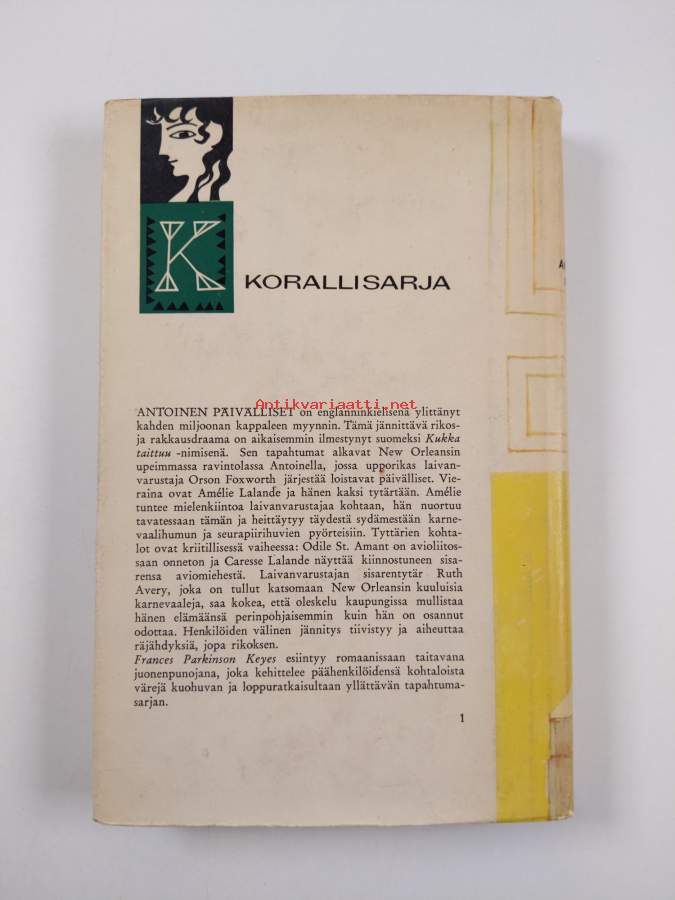 K
KORALLISARJA
Antikvariaatti.net
ANTOINEN PÄIVÄLLISET on englanninkielisenä ylittänyt
kahden miljoonan kappaleen myynnin. Tämä jännittävä rikos-
ja rakkausdraama on aikaisemmin ilmestynyt suomeksi Kukka
taittuu -nimisenä. Sen tapahtumat alkavat New Orleansin
upeimmassa ravintolassa Antoinella, jossa upporikas laivan-
varustaja Orson Foxworth järjestää loistavat päivälliset. Vie-
raina ovat Amélie Lalande ja hänen kaksi tytärtään. Amélie
tuntee mielenkiintoa laivanvarustajaa kohtaan, hän nuortuu
tavatessaan tämän ja heittäytyy täydestä sydämestään karne-
vaalihumun ja seurapiirihuvien pyörteisiin. Tyttärien kohta-
lot ovat kriitillisessä vaiheessa: Odile St. Amant on avioliitos-
saan onneton ja Caresse Lalande näyttää kiinnostuneen sisa-
rensa aviomiehestä. Laivanvarustajan sisarentytär Ruth
Avery, joka on tullut katsomaan New Orleansin kuuluisia
karnevaaleja, saa kokea, että oleskelu kaupungissa mullistaa
hänen elämäänsä perinpohjaisemmin kuin hän on osannut
odottaa. Henkilöiden välinen jännitys tiivistyy ja aiheuttaa
räjähdyksiä, jopa rikoksen.
Frances Parkinson Keyes esiintyy romaanissaan taitavana
juonenpunojana, joka kehittelee päähenkilöidensä kohtaloista
värejä kuohuvan ja loppuratkaisultaan yllättävän tapahtuma-
sarjan.
1